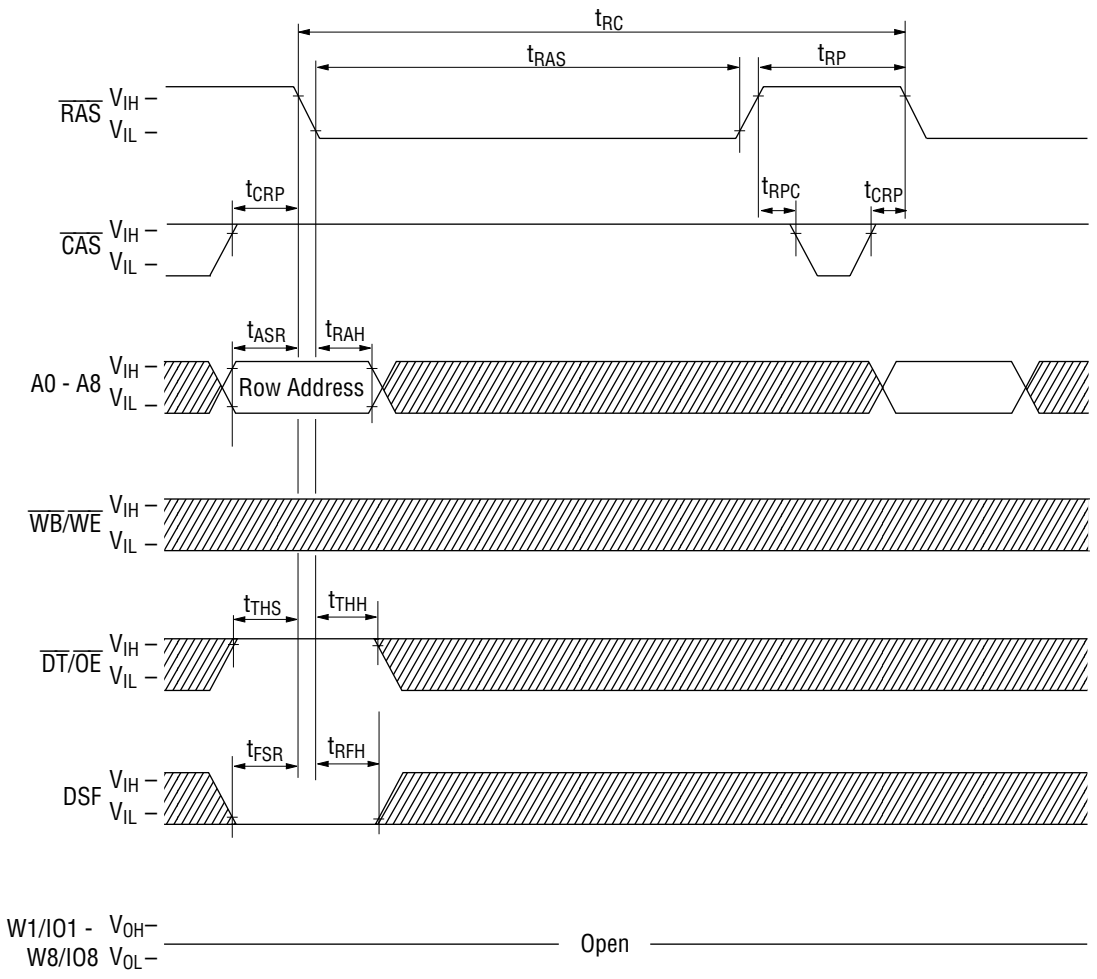 tRC
tRAS
tRP
RAS VIH –
VIL –
tCRP
tRPC
tCRP
CAS VIH –
VIL –
tASR
tRAH
A0 - A8 VIH –
VIL –
Row Address
WB/WE VIH –
VIL –
tTHS
tTHH
DT/OE VIH –
VIL –
tFSR
tRFH
DSF VIH –
VIL –
W1/IO1 - VOH–
W8/IO8 VOL–
Open